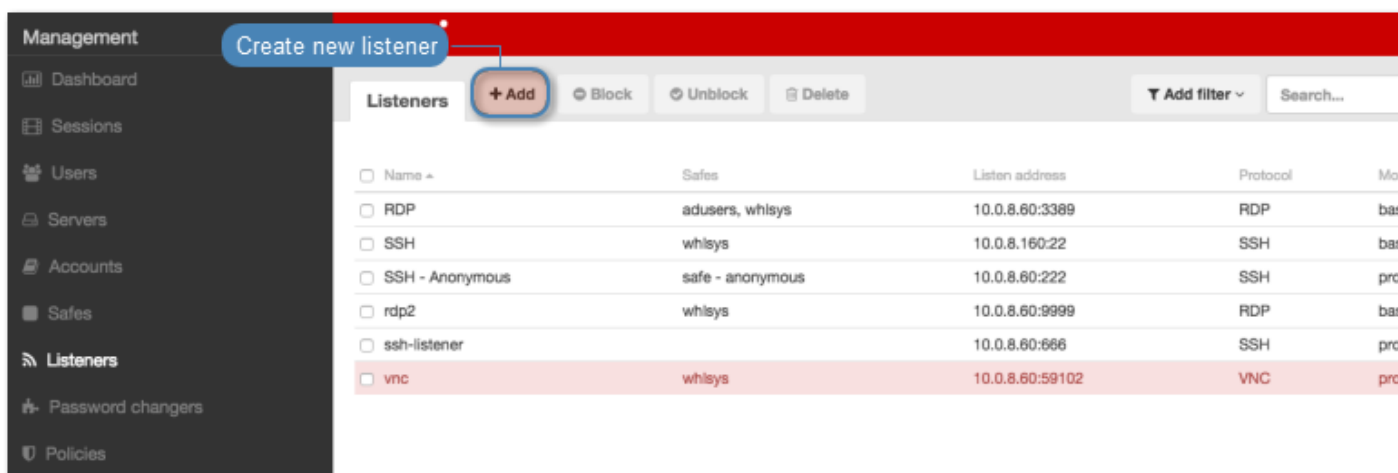 Management
Create new listener
Dashboard
Listeners + Add Block Unblock Delete Add filter Search...
Sessions
Users
Name Safes Listen address Protocol
RDP adusers, whlsys 10.0.8.60:3389 RDP
Servers
SSH whlsys 10.0.8.160:22 SSH
Accounts
SSH - Anonymous safe - anonymous 10.0.8.60:222 SSH
Safes
rdp2 whlsys 10.0.8.60:9999 RDP
ssh-listener 10.0.8.60:666 SSH
Listeners
vnc whlsys 10.0.8.60:59102 VNC
Password changers
Policies